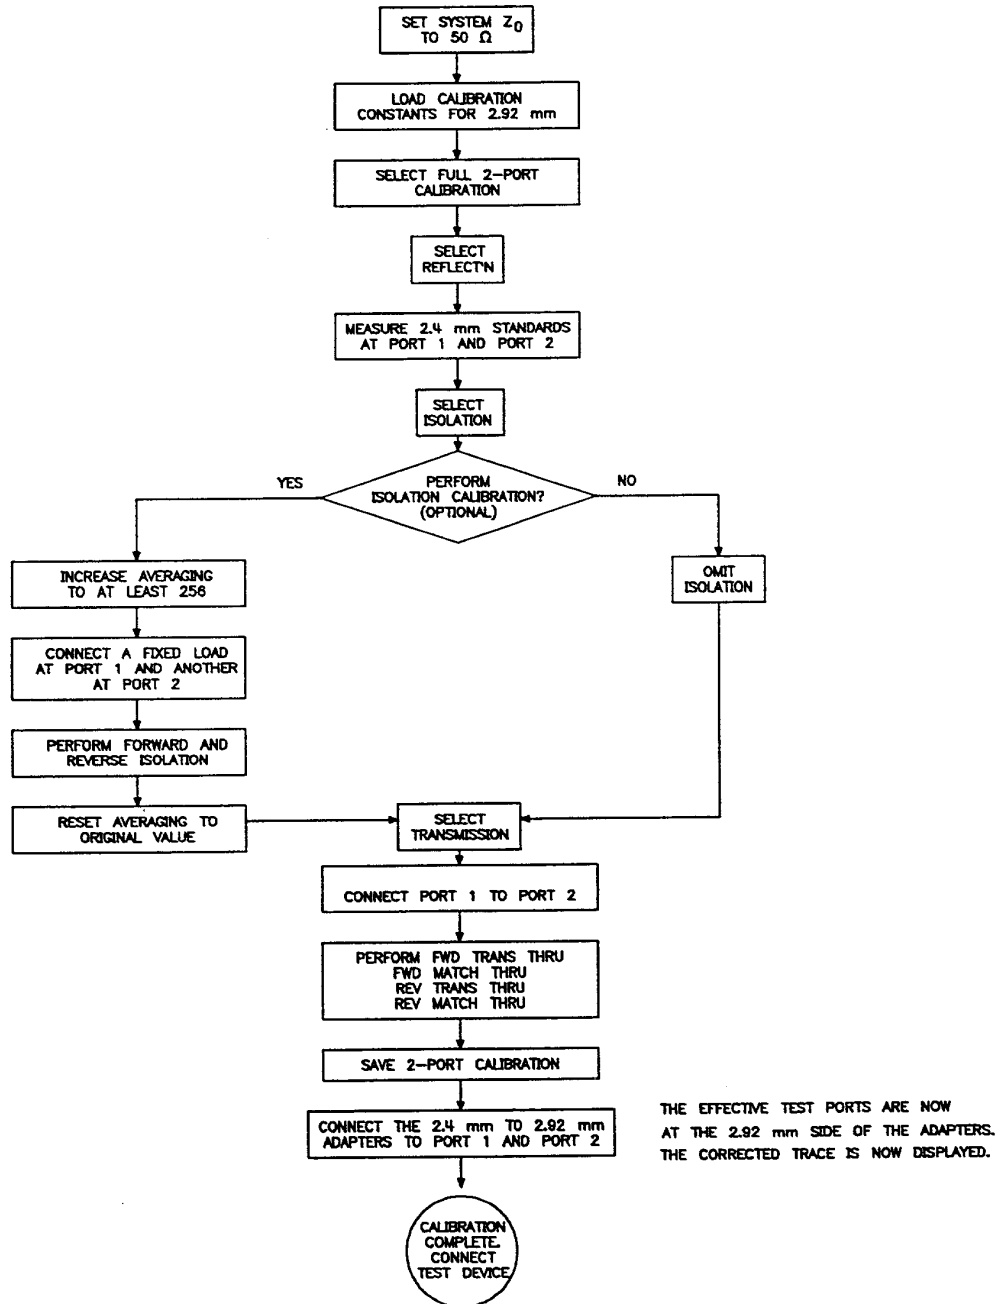 SET SYSTEM Z0
TO 50 Ω
LOAD CALIBRATION
CONSTANTS FOR 2.92 mm
SELECT FULL 2-PORT
CALIBRATION
SELECT
REFLECT'N
MEASURE 2.4 mm STANDARDS
AT PORT 1 AND PORT 2
SELECT
ISOLATION
PERFORM
ISOLATION CALIBRATION?
(OPTIONAL)
YES
NO
INCREASE AVERAGING
TO AT LEAST 256
OMIT
ISOLATION
CONNECT A FIXED LOAD
AT PORT 1 AND ANOTHER
AT PORT 2
PERFORM FORWARD AND
REVERSE ISOLATION
RESET AVERAGING TO
ORIGINAL VALUE
SELECT
TRANSMISSION
CONNECT PORT 1 TO PORT 2
PERFORM FWD TRANS THRU
FWD MATCH THRU
REV TRANS THRU
REV MATCH THRU
SAVE 2-PORT CALIBRATION
CONNECT THE 2.4 mm TO 2.92 mm
ADAPTERS TO PORT 1 AND PORT 2
THE EFFECTIVE TEST PORTS ARE NOW
AT THE 2.92 mm SIDE OF THE ADAPTERS.
THE CORRECTED TRACE IS NOW DISPLAYED.
CALIBRATION
COMPLETE.
CONNECT
TEST DEVICE